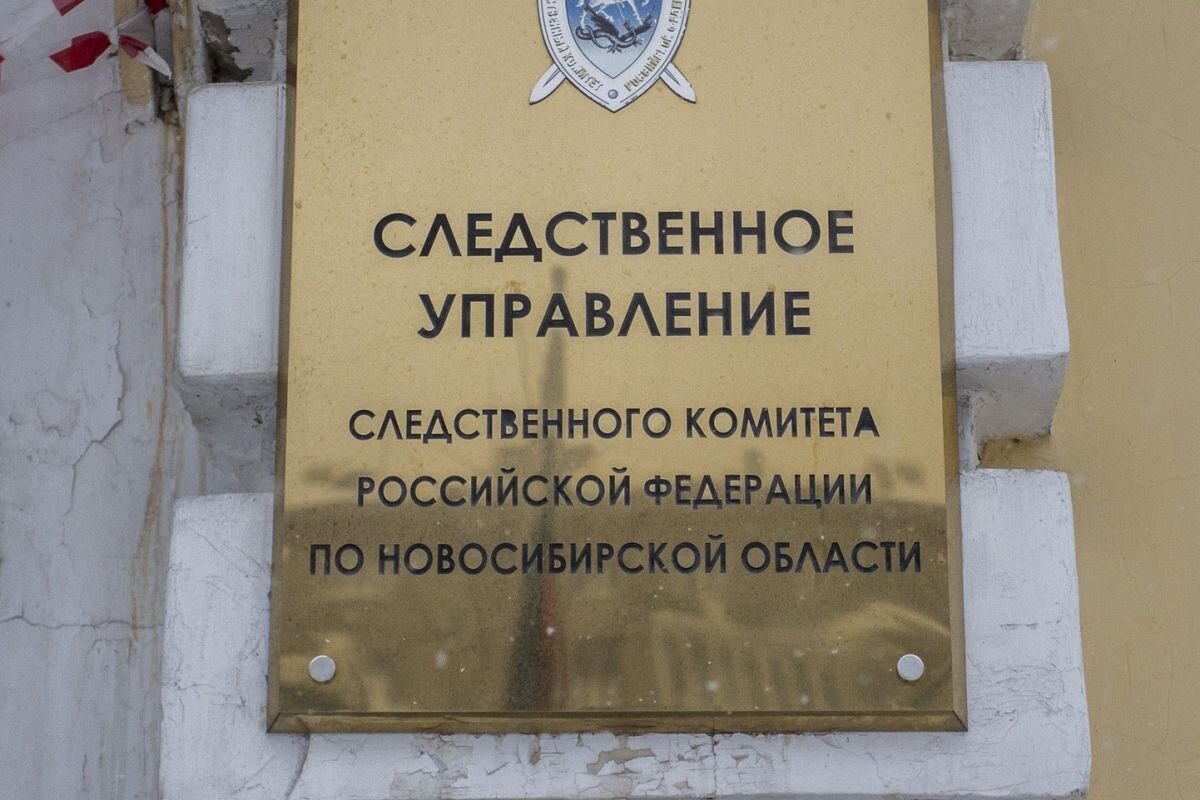 СЛЕДСТВЕННОЕ
УПРАВЛЕНИЕ
СЛЕДСТВЕННОГО КОМИТЕТА
РОССИЙСКОЙ ФЕДЕРАЦИИ
ПО НОВОСИБИРСКОЙ ОБЛАСТИ